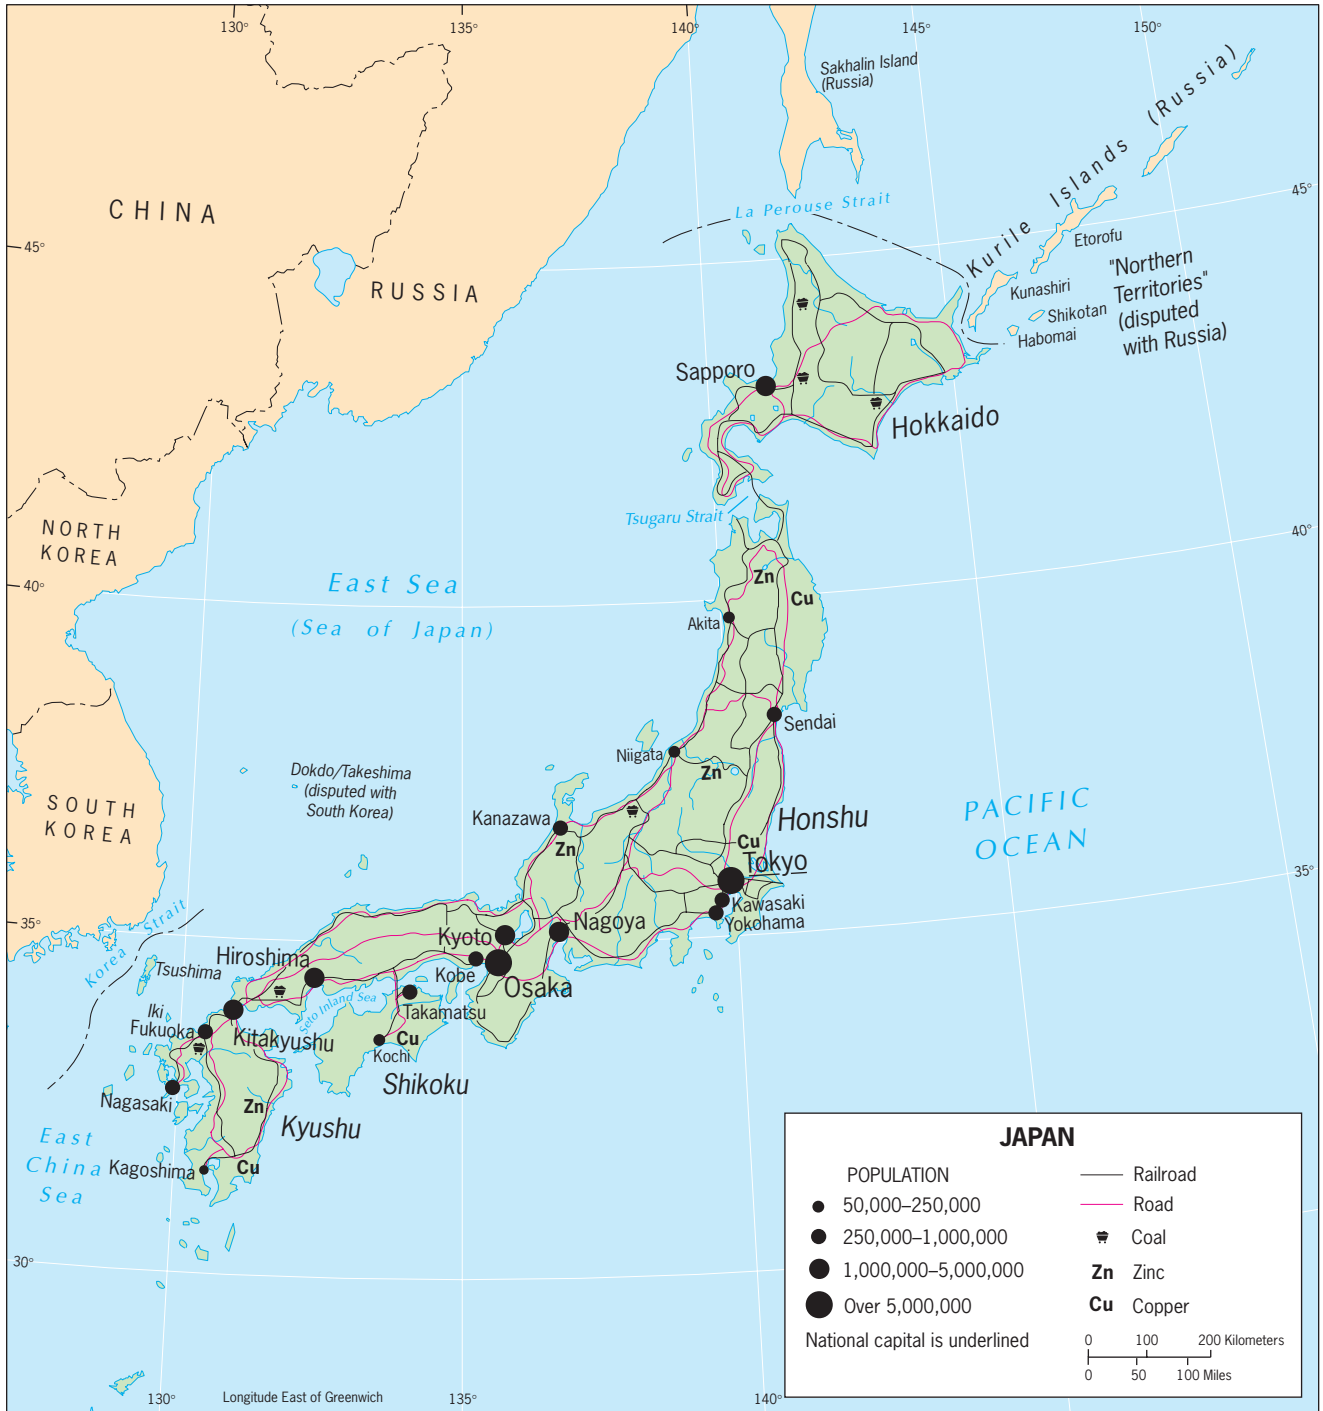 130°
135°
140°
145°
150°
Sakhalin Island
(Russia)
Kurile Islands (Russia)
CHINA
La Perouse Strait
45°
45°
RUSSIA
Etorofu
Kunashiri
"Northern
Territories"
(disputed
with Russia)
Shikotan
Habomai
Sapporo
Hokkaido
NORTH
KOREA
Tsugaru Strait
40°
40°
East Sea
(Sea of Japan)
Zn
Cu
Akita
Sendai
Niigata
Zn
Dokdo/Takeshima
(disputed with
South Korea)
SOUTH
KOREA
Kanazawa
Zn
Honshu
PACIFIC
OCEAN
Cu
Tokyo
35°
35°
Kawasaki
Yokohama
Korea Strait
Nagoya
Kyoto
Hiroshima
Tsushima
Kobe
Osaka
Seto Inland Sea
Takamatsu
Iki
Fukuoka
Kitakyushu
Cu
Kochi
Shikoku
Nagasaki
Zn
Kyushu
East
China
Sea
Kagoshima
Cu
30°
130°
Longitude East of Greenwich
135°
140°
JAPAN
POPULATION
50,000–250,000
250,000–1,000,000
1,000,000–5,000,000
Over 5,000,000
National capital is underlined
Railroad
Road
Coal
Zn Zinc
Cu Copper
0 100 200 Kilometers
0 50 100 Miles